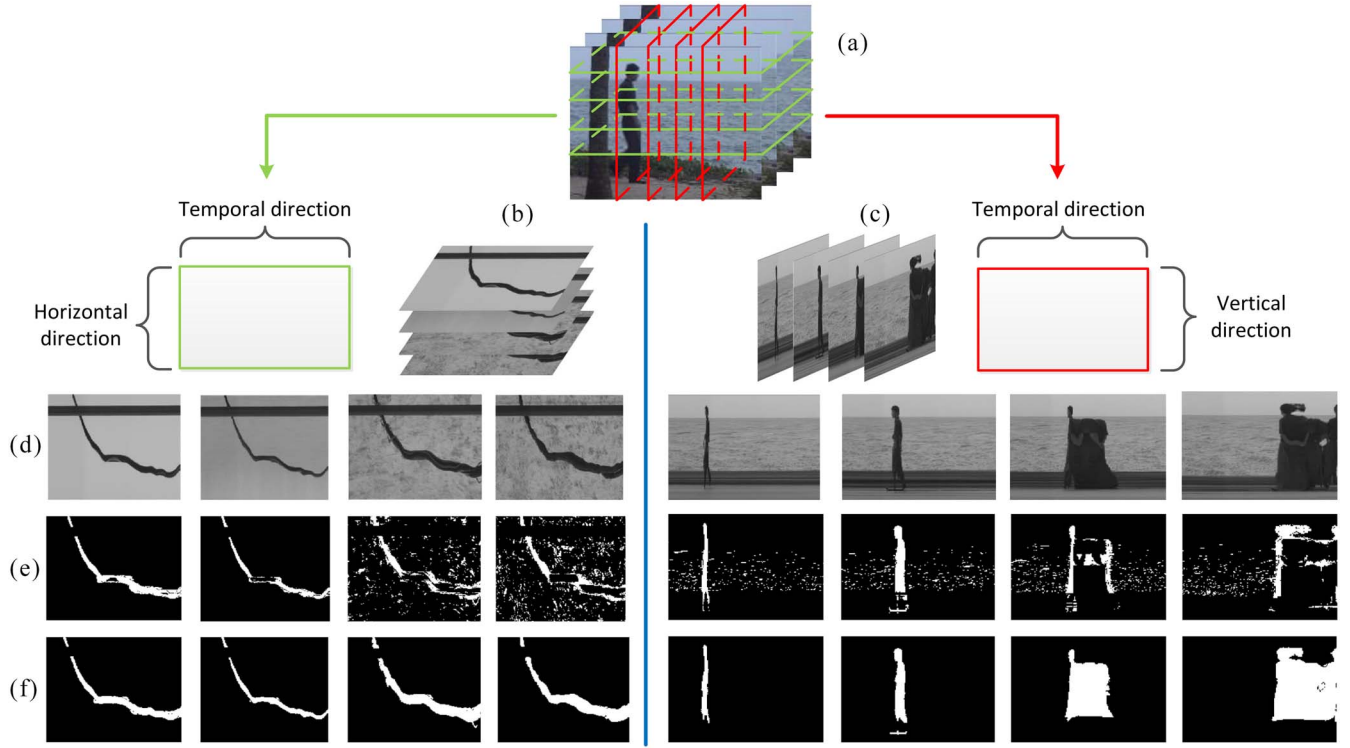 (a)
Temporal direction
(b)
(c)
Temporal direction
Horizontal
direction
Vertical
direction
(d)
(e)
(f)